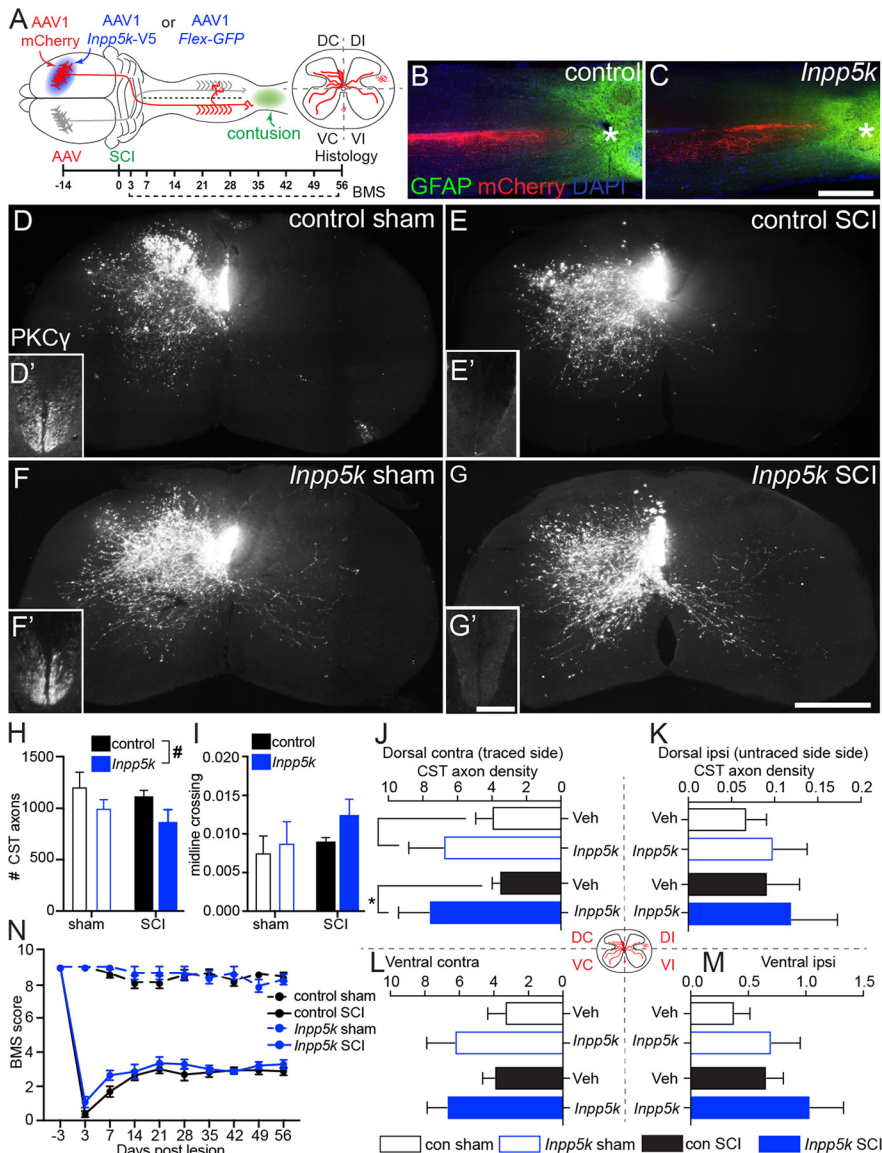 A
AAV1 mCherry
AAV1 Inpp5k-V5
or
AAV1 Flex-GFP
contusion
AAV
SCI
-14 0 3 7 14 21 28 35 42 56
BMS
DC DI
VC VI
Histology
B control
*
GFAP mCherry DAPI
C Inpp5k
*
D control sham
PKCγ
D'
E control SCI
E'
F Inpp5k sham
F'
G Inpp5k SCI
G'
H
control
Inpp5k
#
# CST axons
1500
1000
500
0
sham SCI
I
control
Inpp5k
midline crossing
0.020
0.015
0.010
0.005
0.000
sham SCI
J
Dorsal contra (traced side)
CST axon density
10 8 6 4 2 0
Veh
Inpp5k
Veh
Inpp5k
*
K
Dorsal ipsi (untraced side side)
CST axon density
0.0 0.1 0.2
Veh
Inpp5k
Veh
Inpp5k
DC DI
VC VI
L
Ventral contra
10 8 6 4 2 0
Veh
Inpp5k
Veh
Inpp5k
M
Ventral ipsi
0.0 0.5 1.0 1.5
Veh
Inpp5k
Veh
Inpp5k
N
BMS score
10
8
6
4
2
0
-3 3 7 14 21 28 35 42 49 56
Days post lesion
control sham
control SCI
Inpp5k sham
Inpp5k SCI
con sham Inpp5k sham con SCI Inpp5k SCI